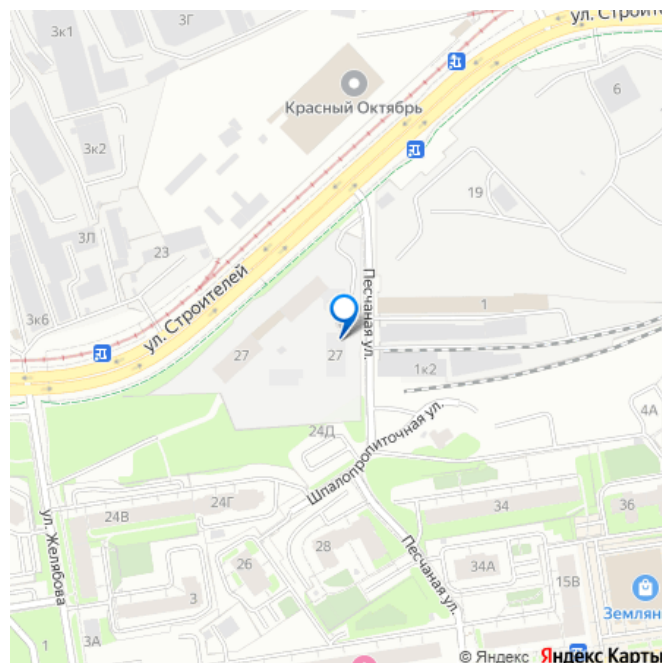 ул. Строителей
3к1
3Г
6
Красный Октябрь
3к2
19
3Л
23
ул. Строителей
Песчаная ул.
1
3к6
27
27
1к2
4А
24Д
Шпалопропиточная ул.
24В
24Г
34
36
ул. Желябова
28
Песчаная ул.
26
34А
15В
3
Землян
1
3А
© Яндекс Яндекс Карты